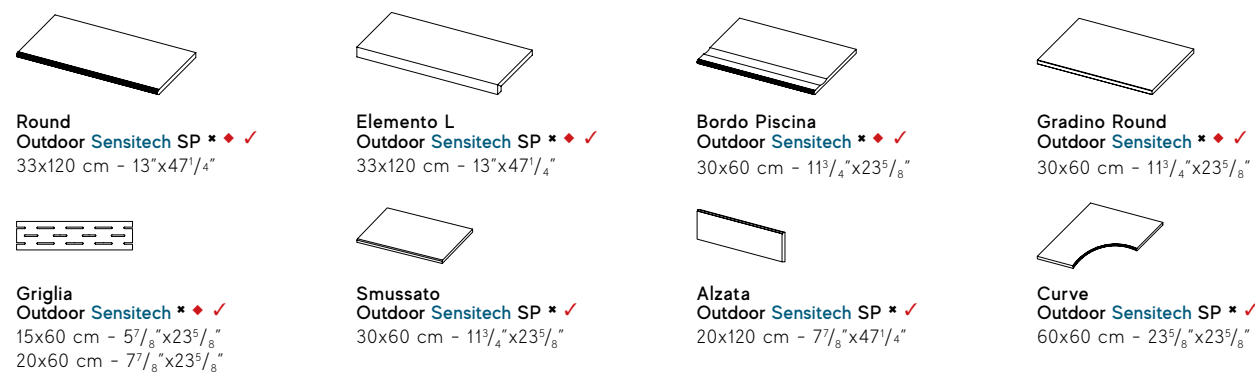 Round
Outdoor Sensitech SP ✖ ◆ ✓
33x120 cm - 13"x47¹/₄"
Elemento L
Outdoor Sensitech SP ✖ ◆ ✓
33x120 cm - 13"x47¹/₄"
Bordo Piscina
Outdoor Sensitech ✖ ◆ ✓
30x60 cm - 11³/₄"x23⁵/₈"
Gradino Round
Outdoor Sensitech ✖ ◆ ✓
30x60 cm - 11³/₄"x23⁵/₈"
Griglia
Outdoor Sensitech ✖ ◆ ✓
15x60 cm - 5⁷/₈"x23⁵/₈"
20x60 cm - 7⁷/₈"x23⁵/₈"
Smussato
Outdoor Sensitech SP ✖ ✓
30x60 cm - 11³/₄"x23⁵/₈"
Alzata
Outdoor Sensitech SP ✖ ✓
20x120 cm - 7⁷/₈"x47¹/₄"
Curve
Outdoor Sensitech SP ✖ ✓
60x60 cm - 23⁵/₈"x23⁵/₈"